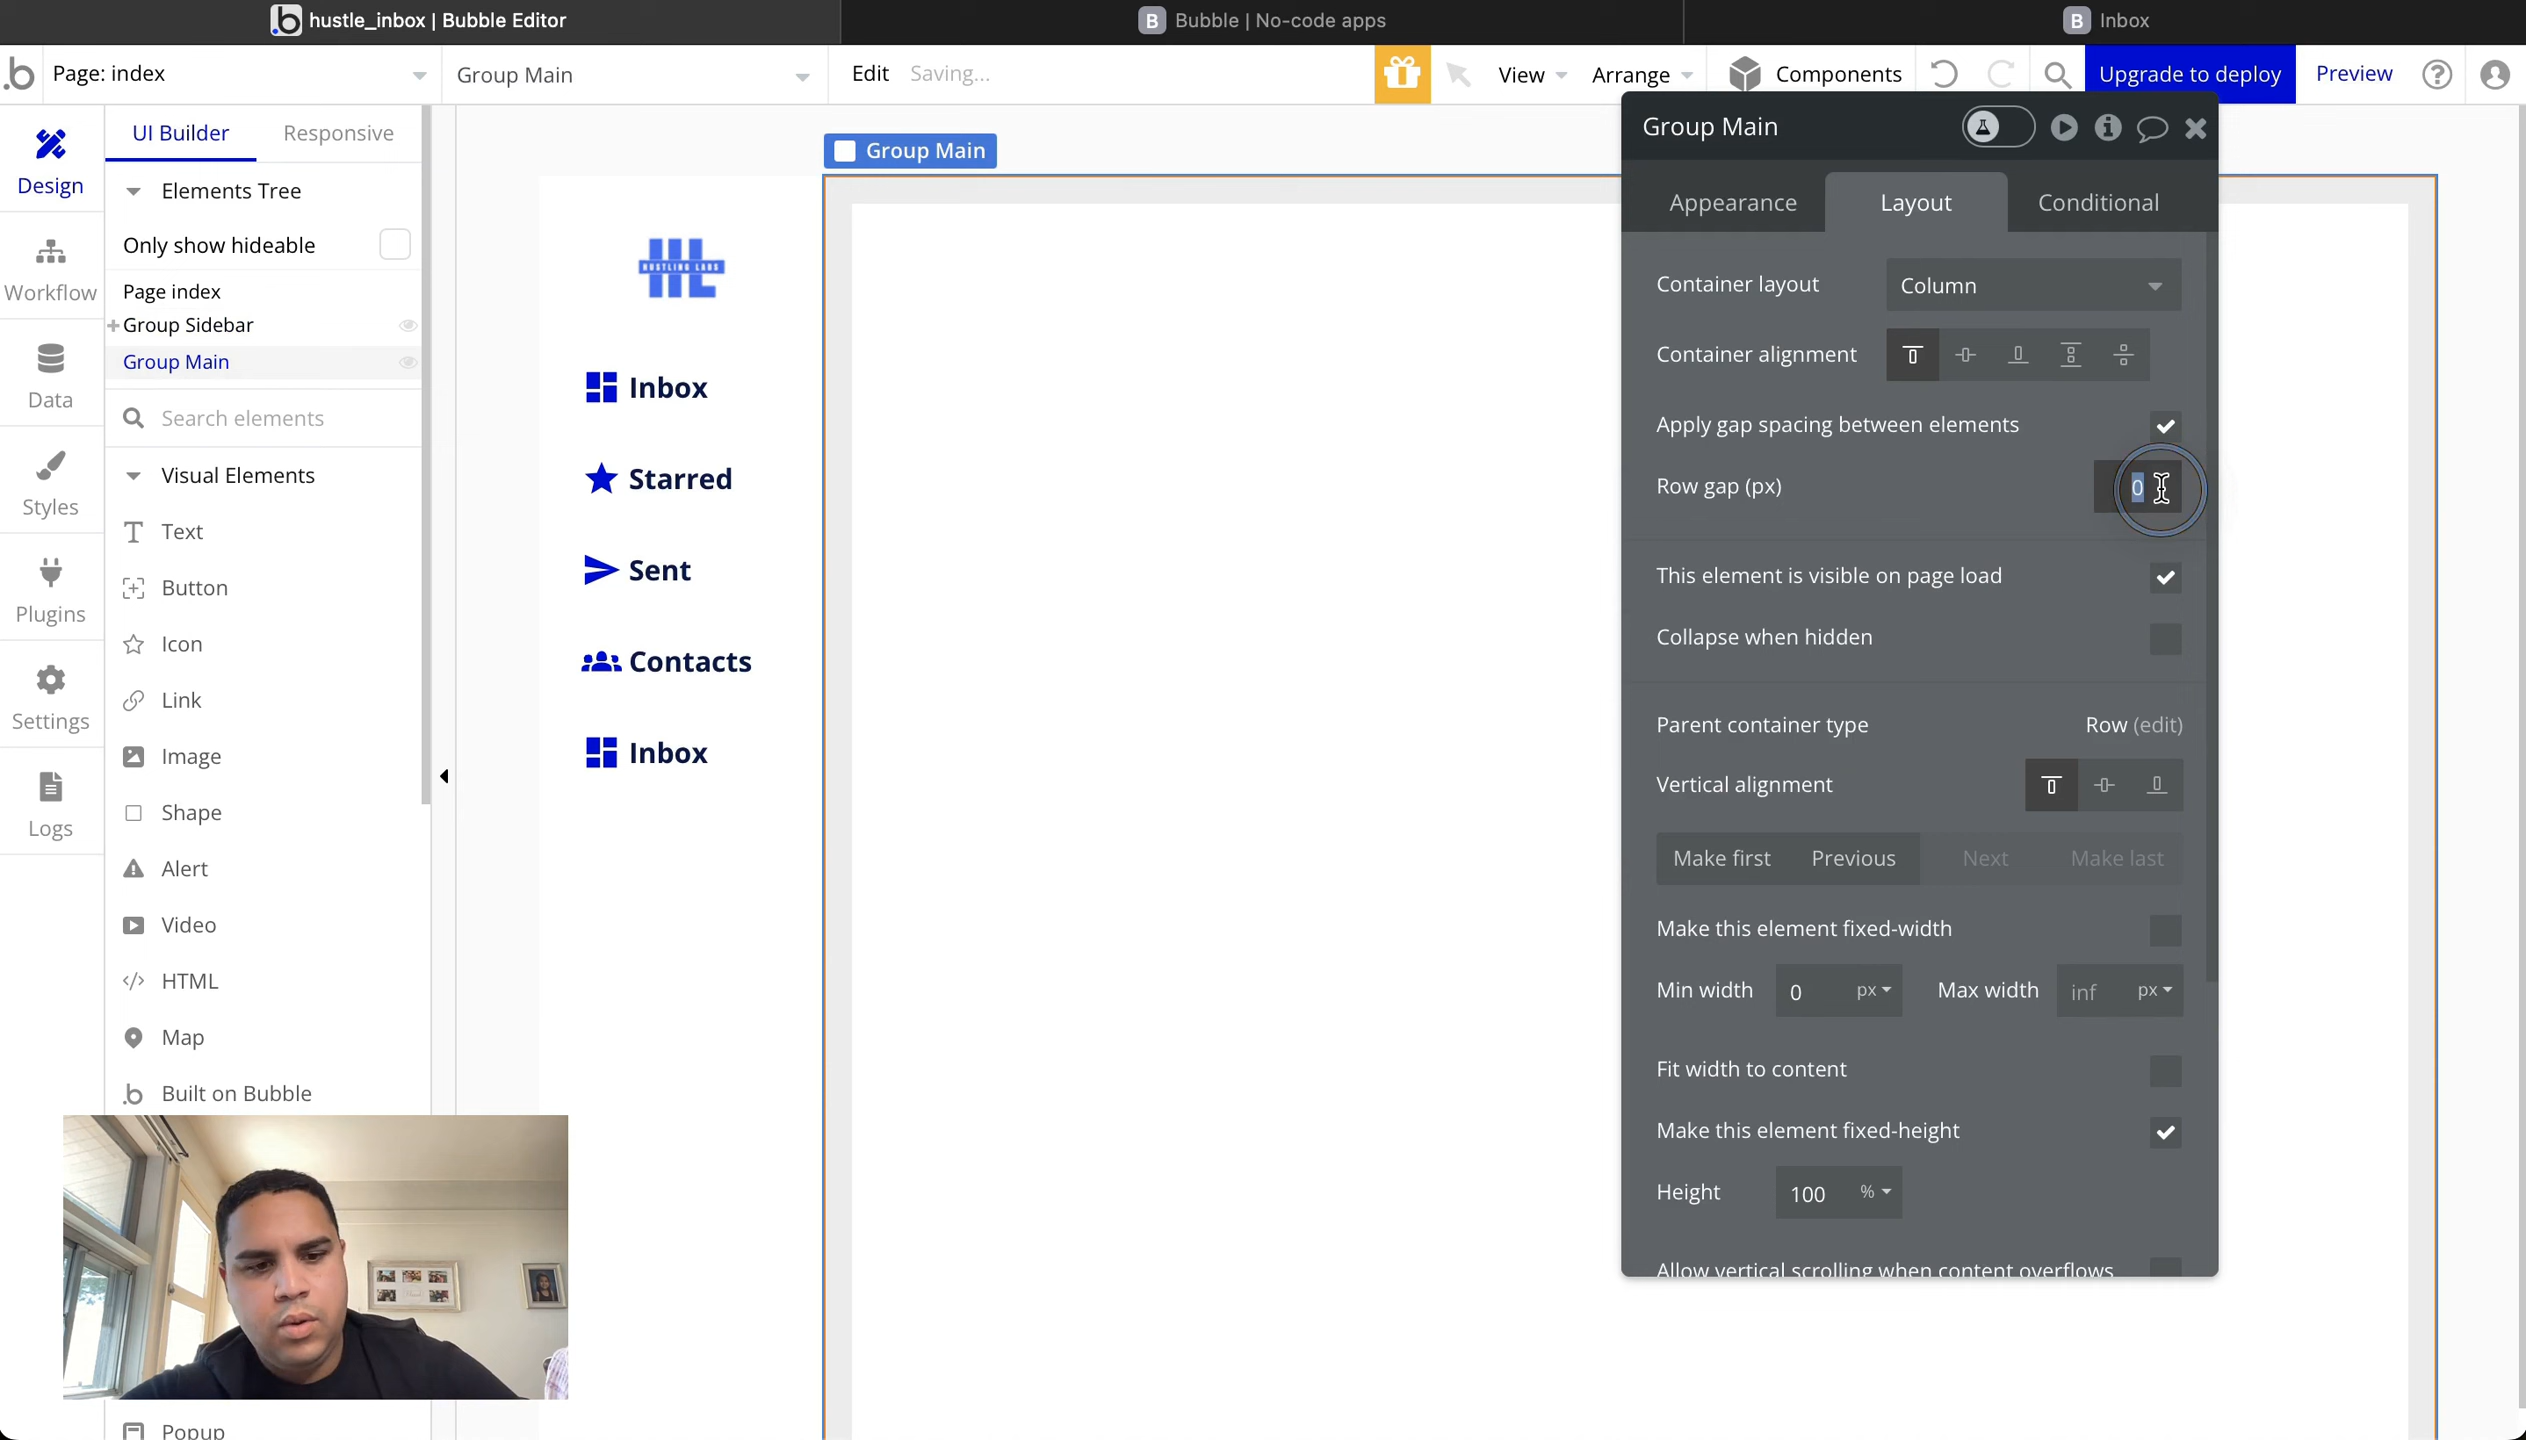 hustle_inbox | Bubble Editor
B Bubble | No-code apps
B Inbox
Page: index
Group Main
Edit Saving...
View
Arrange
Components
Upgrade to deploy
Preview
UI Builder
Responsive
Design
Workflow
Data
Styles
Plugins
Settings
Logs
Elements Tree
Only show hideable
Page index
Group Sidebar
Group Main
Search elements
Visual Elements
Text
Button
Icon
Link
Image
Shape
Alert
Video
HTML
Map
Built on Bubble
Popup
Group Main
HUSTLING LABS
Inbox
Starred
Sent
Contacts
Inbox
Group Main
Appearance
Layout
Conditional
Container layout Column
Container alignment
Apply gap spacing between elements
Row gap (px) 0
This element is visible on page load
Collapse when hidden
Parent container type Row (edit)
Vertical alignment
Make first Previous Next Make last
Make this element fixed-width
Min width 0 px Max width inf px
Fit width to content
Make this element fixed-height
Height 100 %
Allow vertical scrolling when content overflows